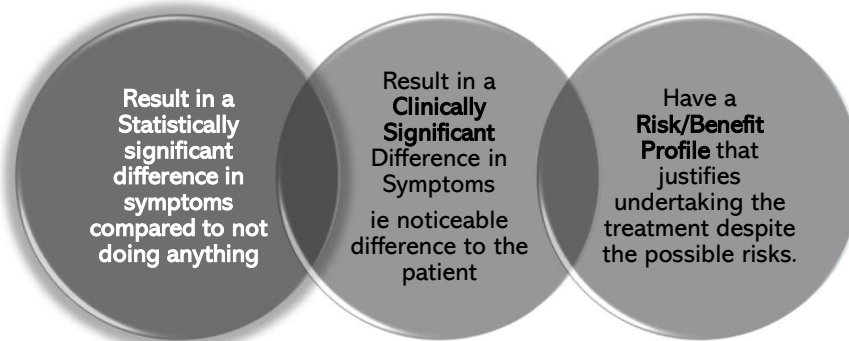 Result in a
Statistically
significant
difference in
symptoms
compared to not
doing anything
Result in a
Clinically
Significant
Difference in
Symptoms
ie noticeable
difference to the
patient
Have a
Risk/Benefit
Profile that
justifies
undertaking the
treatment despite
the possible risks.